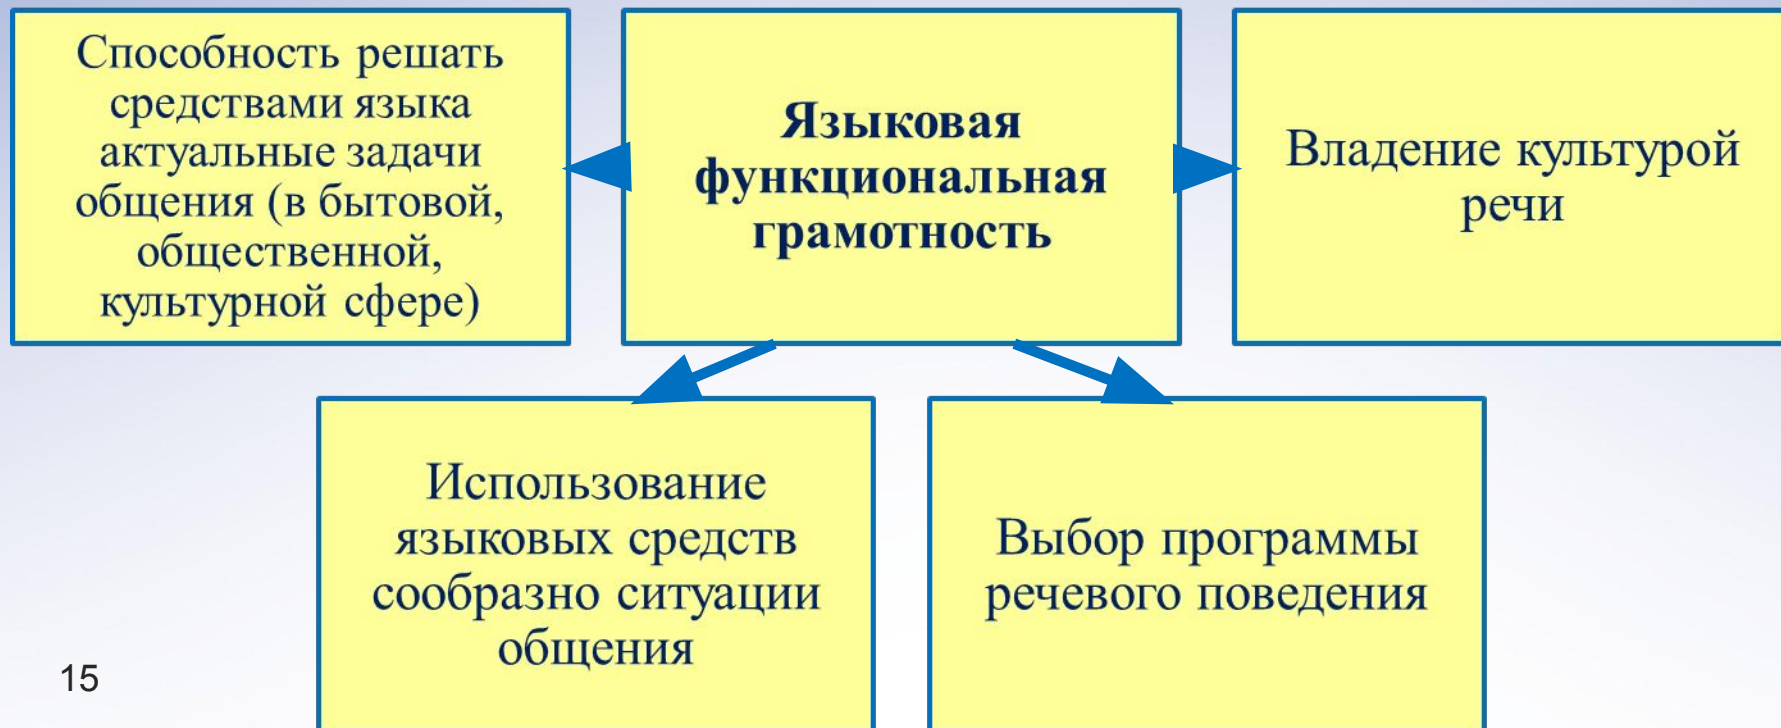 Способность решать
средствами языка
актуальные задачи
общения (в бытовой,
общественной,
культурной сфере)
Языковая
функциональная
грамотность
Владение культурой
речи
Использование
языковых средств
сообразно ситуации
общения
Выбор программы
речевого поведения
15